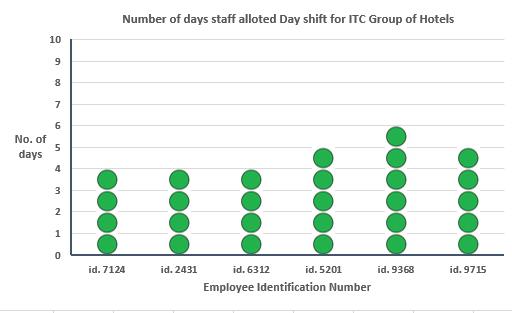 Number of days staff alloted Day shift for ITC Group of Hotels
10
9
8
7
6
5
4
3
2
1
0
No. of
days
id. 7124 id. 2431 id. 6312 id. 5201 id. 9368 id. 9715
Employee Identification Number